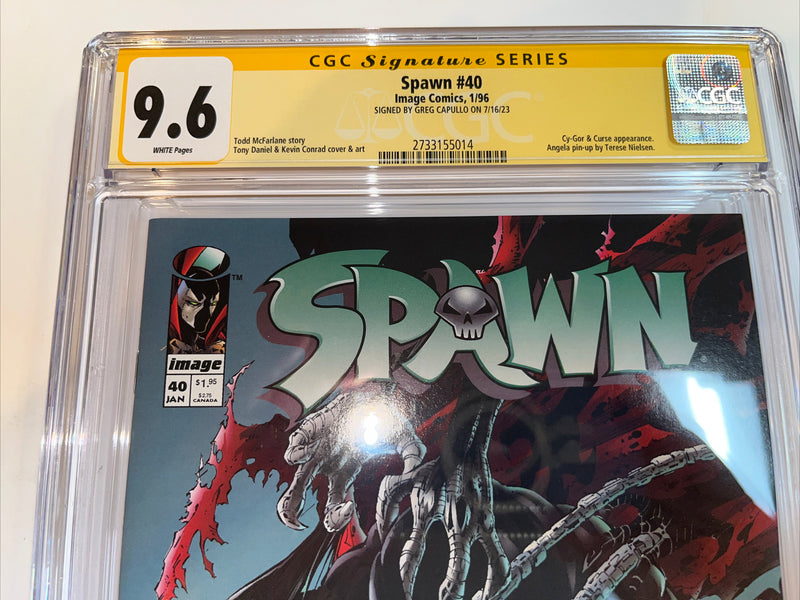 CGC Signature SERIES
9.6
WHITE Pages
Spawn #40
Image Comics, 1/96
SIGNED BY GREG CAPULLO ON 7/16/23
Todd McFarlane story
Tony Daniel & Kevin Conrad cover & art
2733155014
Cy-Gor & Curse appearance.
Angela pin-up by Terese Nielsen.
CGC
CGC
TM
image
40
JAN
$1.95
$2.75
CANADA
SPAWN